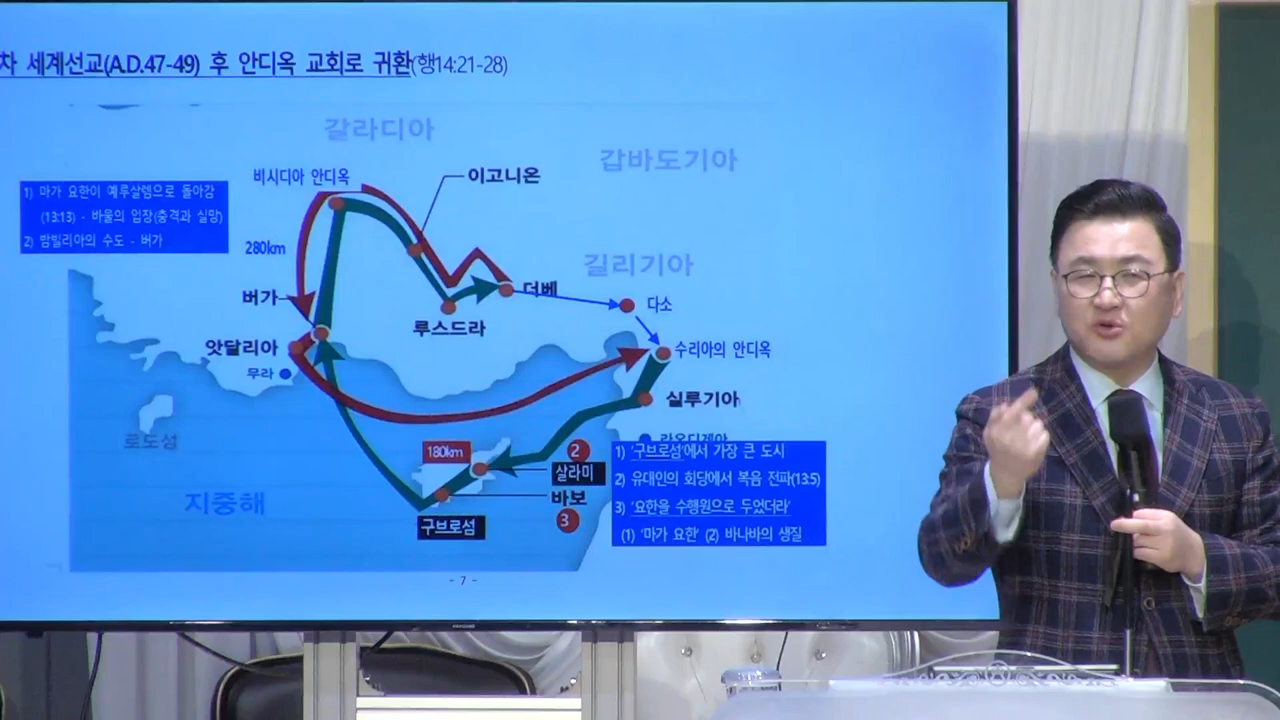 차 세계선교(A.D.47-49) 후 안디옥 교회로 귀환(행14:21-28)
갈라디아
갑바도기아
비시디아 안디옥
이고니온
1) 마가 요한이 예루살렘으로 돌아감
(13:13) - 바울의 입장(충격과 실망)
2) 밤빌리아의 수도 - 버가
280km
길리기아
버가
더베
다소
루스드라
앗달리아
수리아의 안디옥
무라
실루기아
로도섬
라오디게아
180km
2
살라미
지중해
바보
3
구브로섬
1) '구브로섬'에서 가장 큰 도시
2) 유대인의 회당에서 복음 전파(13:5)
3) '요한을 수행원으로 두었더라'
(1) '마가 요한' (2) 바나바의 생질
- 7 -